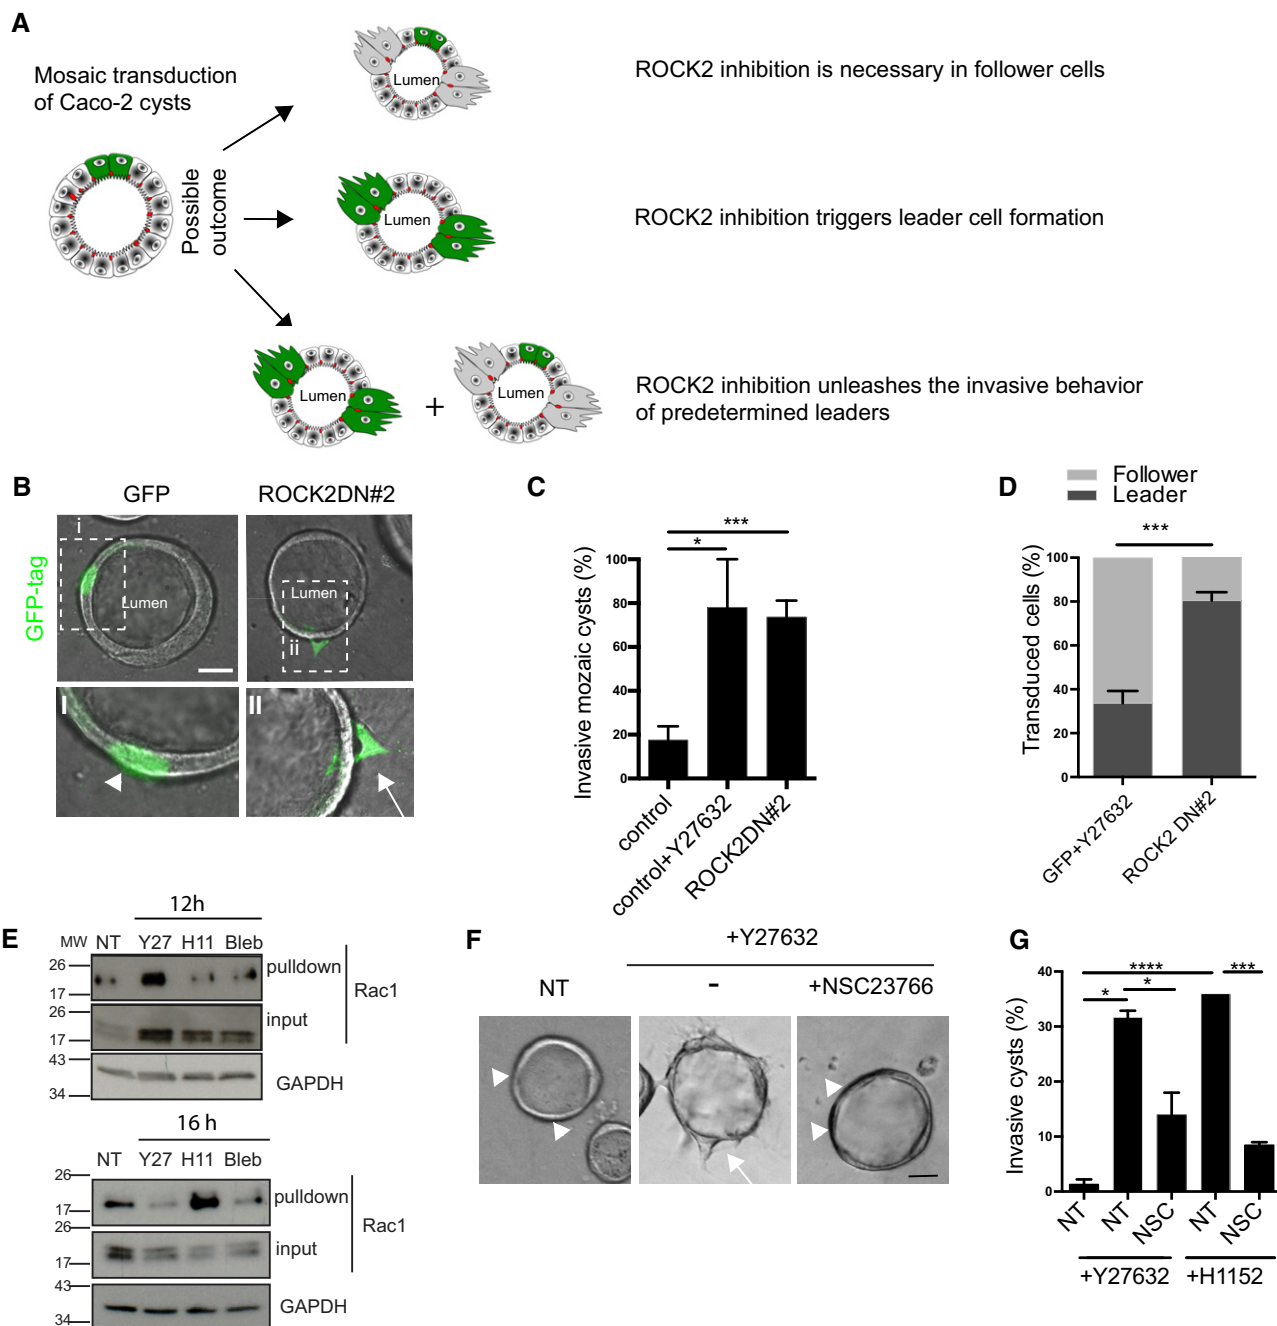 A
Mosaic transduction
of Caco-2 cysts
Possible
outcome
Lumen
ROCK2 inhibition is necessary in follower cells
Lumen
ROCK2 inhibition triggers leader cell formation
Lumen
+
Lumen
ROCK2 inhibition unleashes the invasive behavior
of predetermined leaders
B
GFP
ROCK2DN#2
GFP-tag
i
Lumen
Lumen
ii
I
II
C
Invasive mozaic cysts (%)
100
80
60
40
20
0
*
***
control
control+Y27632
ROCK2DN#2
D
Follower
Leader
***
Transduced cells (%)
100
80
60
40
20
0
GFP+Y27632
ROCK2 DN#2
E
12h
MW NT Y27 H11 Bleb
26
17
pulldown
26
17
input
Rac1
43
34
GAPDH
16 h
NT Y27 H11 Bleb
26
17
pulldown
26
17
input
Rac1
43
34
GAPDH
F
+Y27632
NT
-
+NSC23766
G
Invasive cysts (%)
40
30
20
10
0
****
***
*
*
NT
NT
NSC
NT
NSC
+Y27632
+H1152